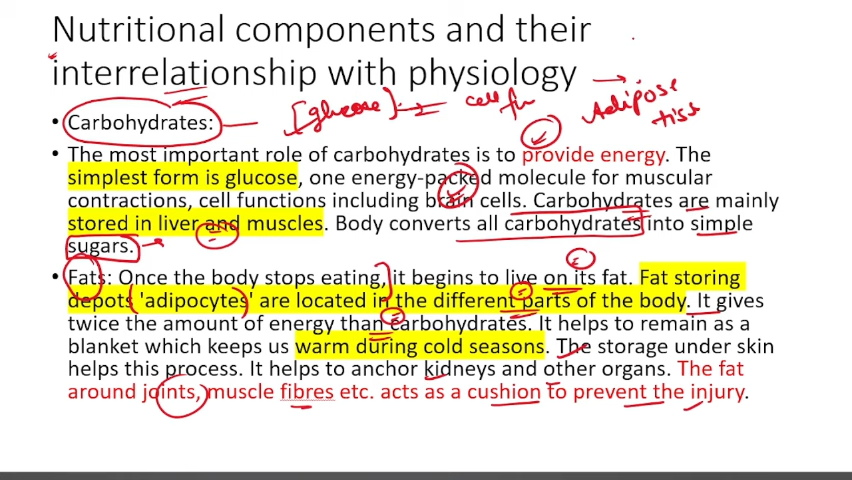 Nutritional components and their
interrelationship with physiology
[glucose] cell fn Adipose
tiss
• Carbohydrates:
• The most important role of carbohydrates is to provide energy. The
simplest form is glucose, one energy-packed molecule for muscular
contractions, cell functions including brain cells. Carbohydrates are mainly
stored in liver and muscles. Body converts all carbohydrates into simple
sugars.
• Fats: Once the body stops eating, it begins to live on its fat. Fat storing
depots 'adipocytes' are located in the different parts of the body. It gives
twice the amount of energy than carbohydrates. It helps to remain as a
blanket which keeps us warm during cold seasons. The storage under skin
helps this process. It helps to anchor kidneys and other organs. The fat
around joints, muscle fibres etc. acts as a cushion to prevent the injury.